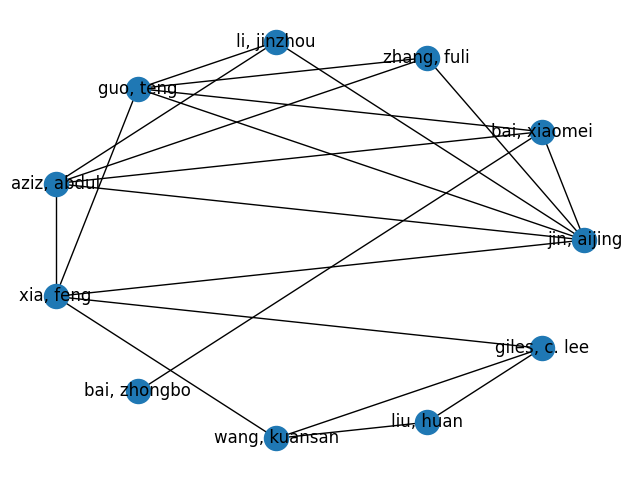 li, jinzhou
zhang, fuli
guo, teng
bai, xiaomei
aziz, abdul
jin, aijing
xia, feng
giles, c. lee
bai, zhongbo
liu, huan
wang, kuansan